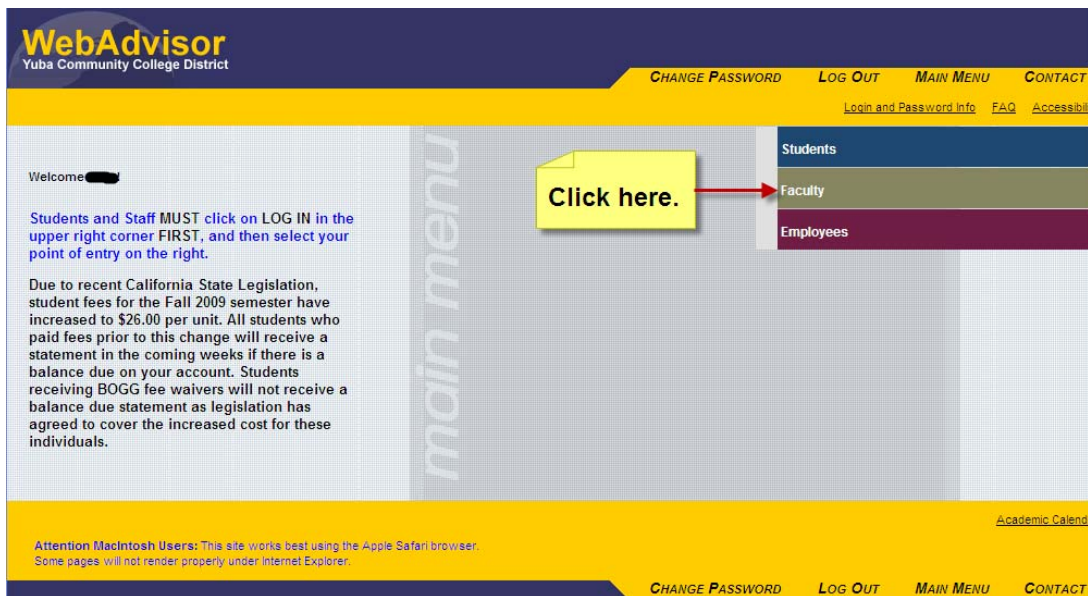 WebAdvisor
Yuba Community College District
CHANGE PASSWORD LOG OUT MAIN MENU CONTACT
Login and Password Info FAQ Accessibil
Students
Faculty
Employees
Click here.
main menu
Welcome !
Students and Staff MUST click on LOG IN in the
upper right corner FIRST, and then select your
point of entry on the right.
Due to recent California State Legislation,
student fees for the Fall 2009 semester have
increased to $26.00 per unit. All students who
paid fees prior to this change will receive a
statement in the coming weeks if there is a
balance due on your account. Students
receiving BOGG fee waivers will not receive a
balance due statement as legislation has
agreed to cover the increased cost for these
individuals.
Academic Calend
Attention MacIntosh Users: This site works best using the Apple Safari browser.
Some pages will not render properly under Internet Explorer.
CHANGE PASSWORD LOG OUT MAIN MENU CONTACT